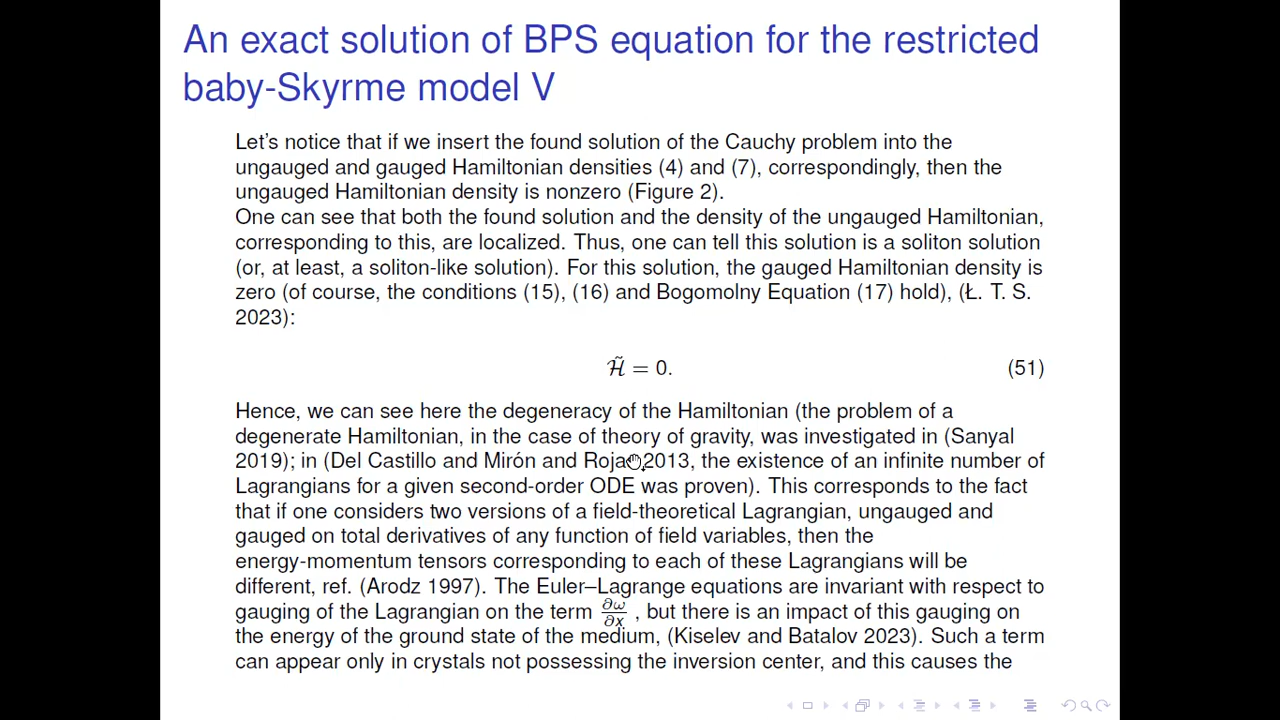 An exact solution of BPS equation for the restricted
baby-Skyrme model V
Let's notice that if we insert the found solution of the Cauchy problem into the
ungauged and gauged Hamiltonian densities (4) and (7), correspondingly, then the
ungauged Hamiltonian density is nonzero (Figure 2).
One can see that both the found solution and the density of the ungauged Hamiltonian,
corresponding to this, are localized. Thus, one can tell this solution is a soliton solution
(or, at least, a soliton-like solution). For this solution, the gauged Hamiltonian density is
zero (of course, the conditions (15), (16) and Bogomolny Equation (17) hold), (Ł. T. S.
2023):
H̃ = 0. (51)
Hence, we can see here the degeneracy of the Hamiltonian (the problem of a
degenerate Hamiltonian, in the case of theory of gravity, was investigated in (Sanyal
2019); in (Del Castillo and Mirón and Rojas 2013, the existence of an infinite number of
Lagrangians for a given second-order ODE was proven). This corresponds to the fact
that if one considers two versions of a field-theoretical Lagrangian, ungauged and
gauged on total derivatives of any function of field variables, then the
energy-momentum tensors corresponding to each of these Lagrangians will be
different, ref. (Arodz 1997). The Euler–Lagrange equations are invariant with respect to
gauging of the Lagrangian on the term ∂ω/∂x , but there is an impact of this gauging on
the energy of the ground state of the medium, (Kiselev and Batalov 2023). Such a term
can appear only in crystals not possessing the inversion center, and this causes the